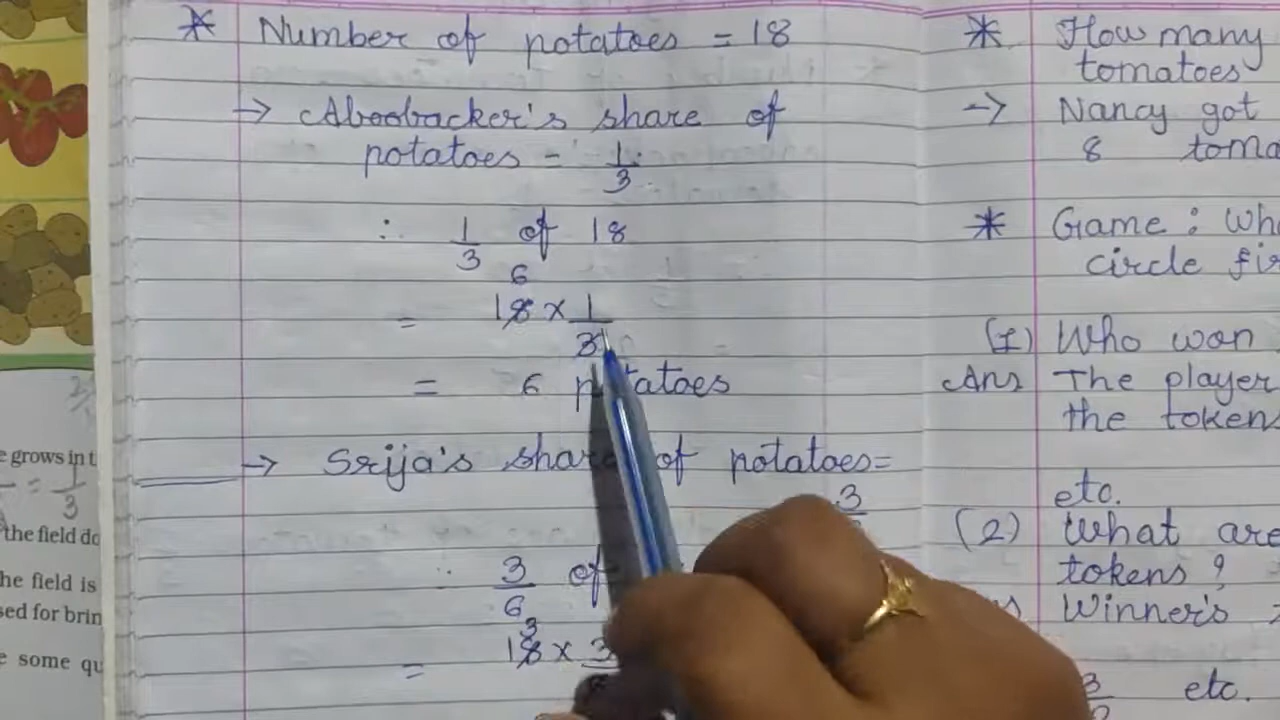 * Number of potatoes = 18
→ Aboobacker's share of
potatoes = 1/3
∴ 1/3 of 18
6
= 18 × 1/3
= 6 potatoes
→ Srija's share of potatoes=
3
∴ 3/6 of
3
= 18 × 3
* How many
tomatoes
→ Nancy got
8 toma
* Game : Wh
circle fi
(1) Who won
Ans The player
the token
etc.
(2) What are
tokens ?
Winner's
3 etc.
e grows in t
= 1/3
the field do
he field is
sed for brin
e some qu